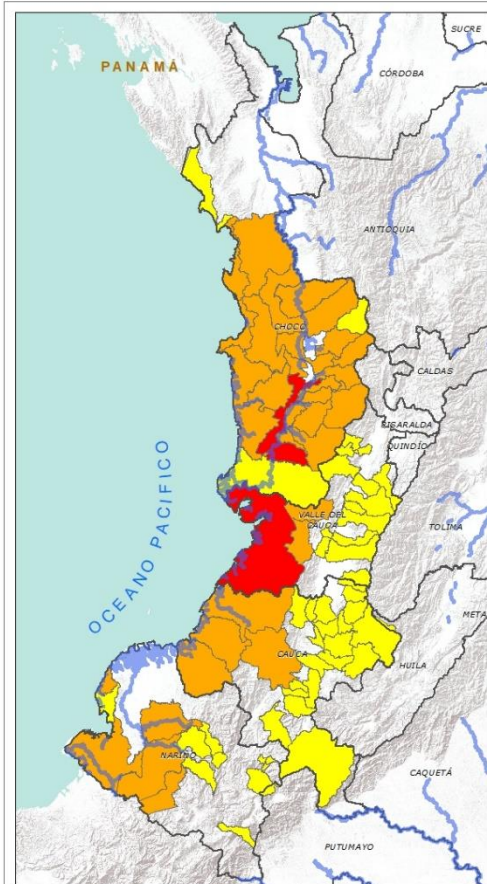 SUCRE
PANAMÁ
CÓRDOBA
ANTIOQUIA
CHOCÓ
CALDAS
RISARALDA
QUINDÍO
OCEANO PACÍFICO
VALLE DEL
CAUCA
TOLIMA
META
CAUCA
HUILA
NARIÑO
CAQUETÁ
PUTUMAYO